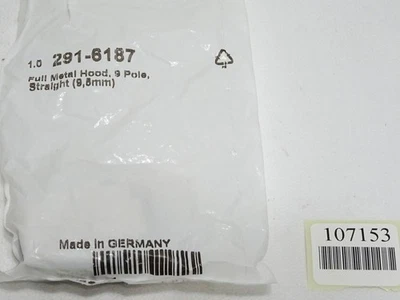 1.0 291-6187
Full Metal Hood, 9 Pole,
Straight (9,5mm)
Made in GERMANY
107153